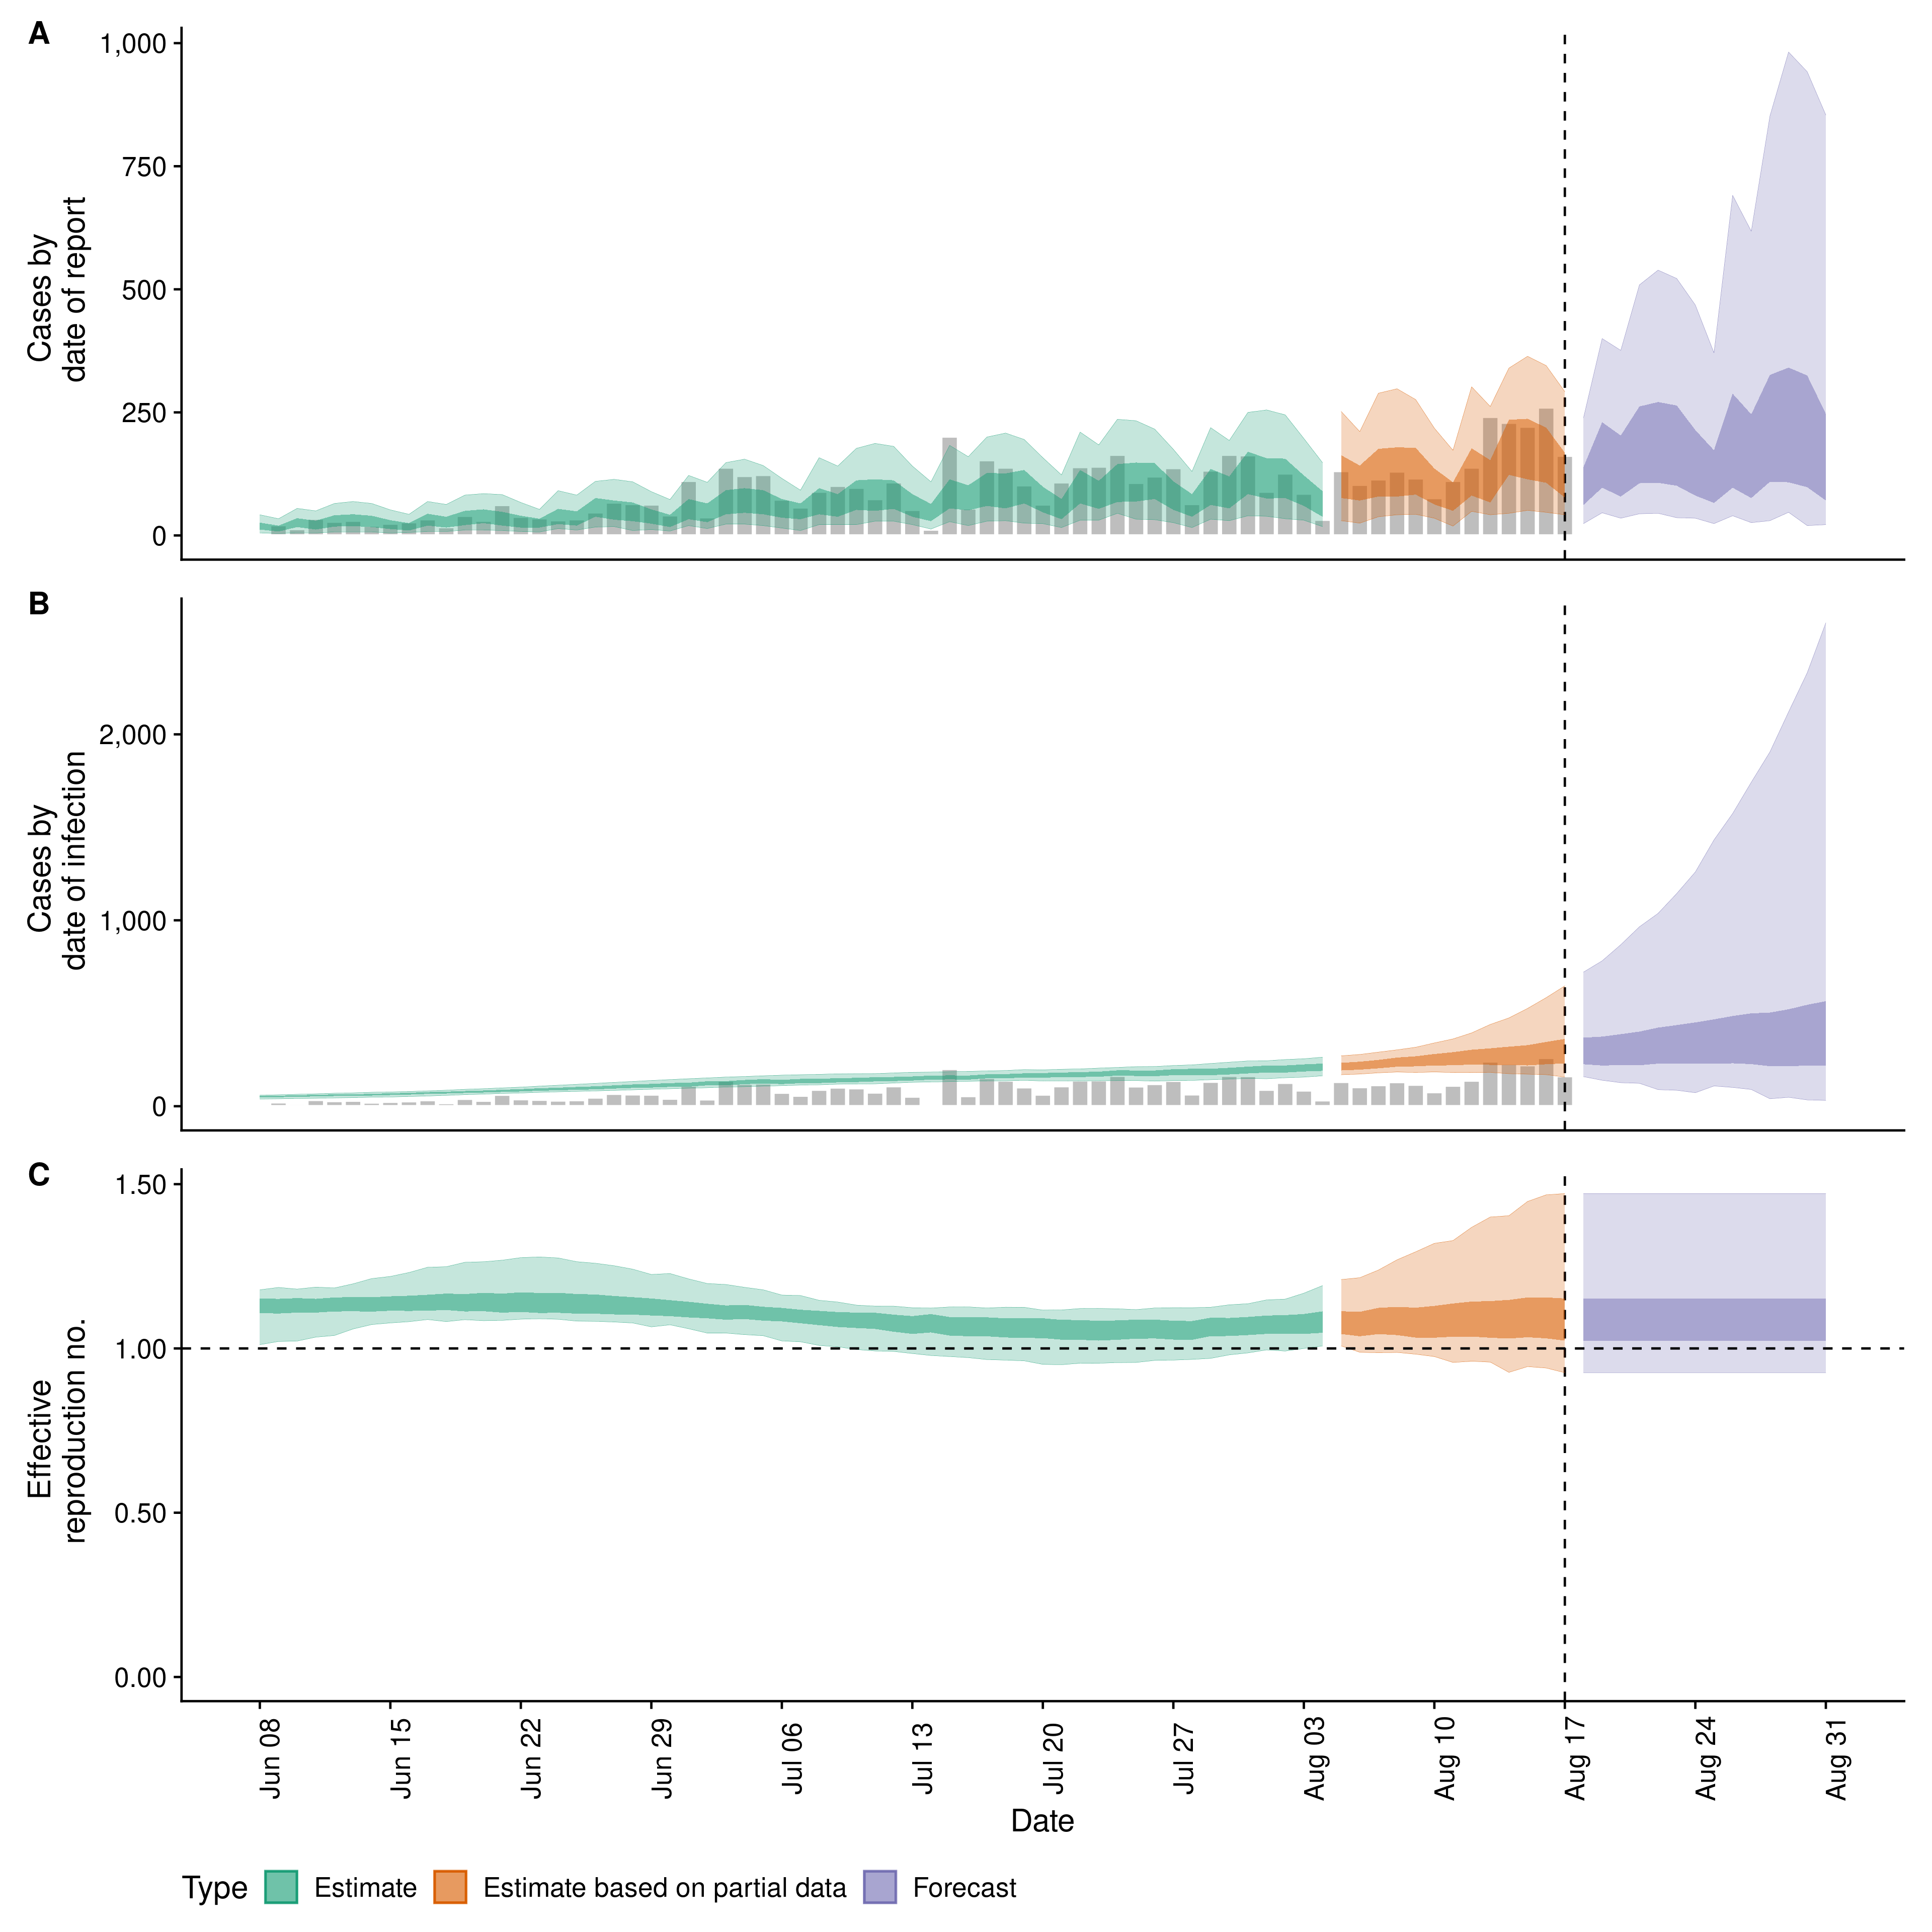 A
1,000
750
500
250
0
Cases by
date of report
B
2,000
1,000
0
Cases by
date of infection
C
1.50
1.00
0.50
0.00
Effective
reproduction no.
Jun 08
Jun 15
Jun 22
Jun 29
Jul 06
Jul 13
Jul 20
Jul 27
Aug 03
Aug 10
Aug 17
Aug 24
Aug 31
Date
Type Estimate Estimate based on partial data Forecast